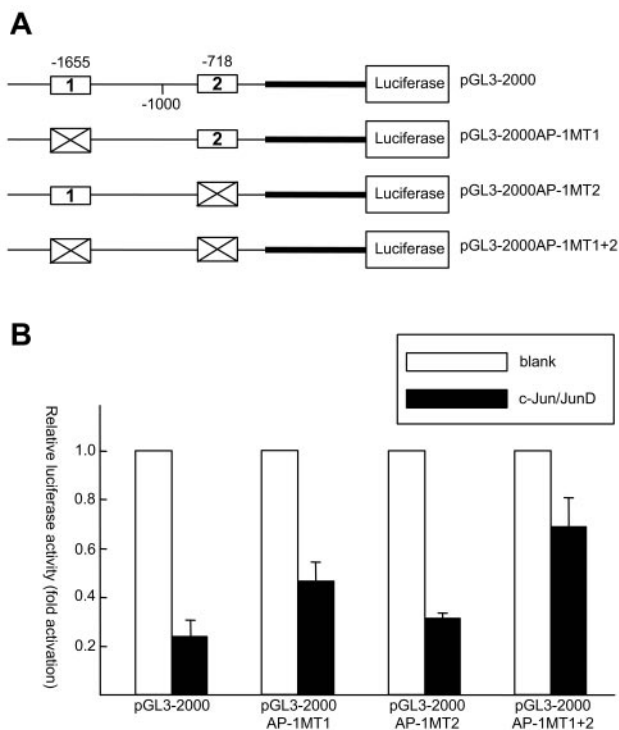 A
-1655 -718
1 2 Luciferase pGL3-2000
-1000
2 Luciferase pGL3-2000AP-1MT1
1 Luciferase pGL3-2000AP-1MT2
Luciferase pGL3-2000AP-1MT1+2
B
blank
c-Jun/JunD
Relative luciferase activity (fold activation)
1.0
0.8
0.6
0.4
0.2
pGL3-2000 pGL3-2000 pGL3-2000 pGL3-2000
AP-1MT1 AP-1MT2 AP-1MT1+2